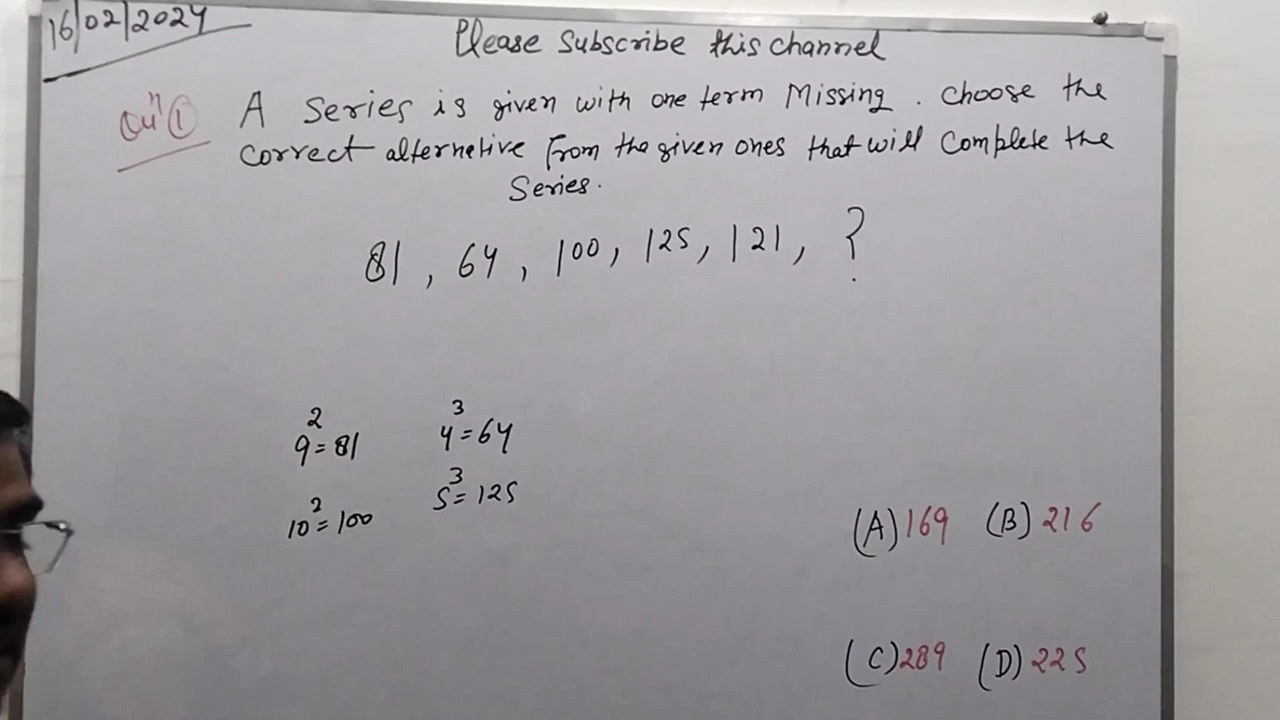 16/02/2024
Please Subscribe this channel
Quⁿ ① A Series is given with one term Missing. Choose the
correct alternetive from the given ones that will Complete the
Series.
81, 64, 100, 125, 121, ?
9²=81 4³=64
10²=100 5³=125
(A) 169 (B) 216
(C) 289 (D) 225